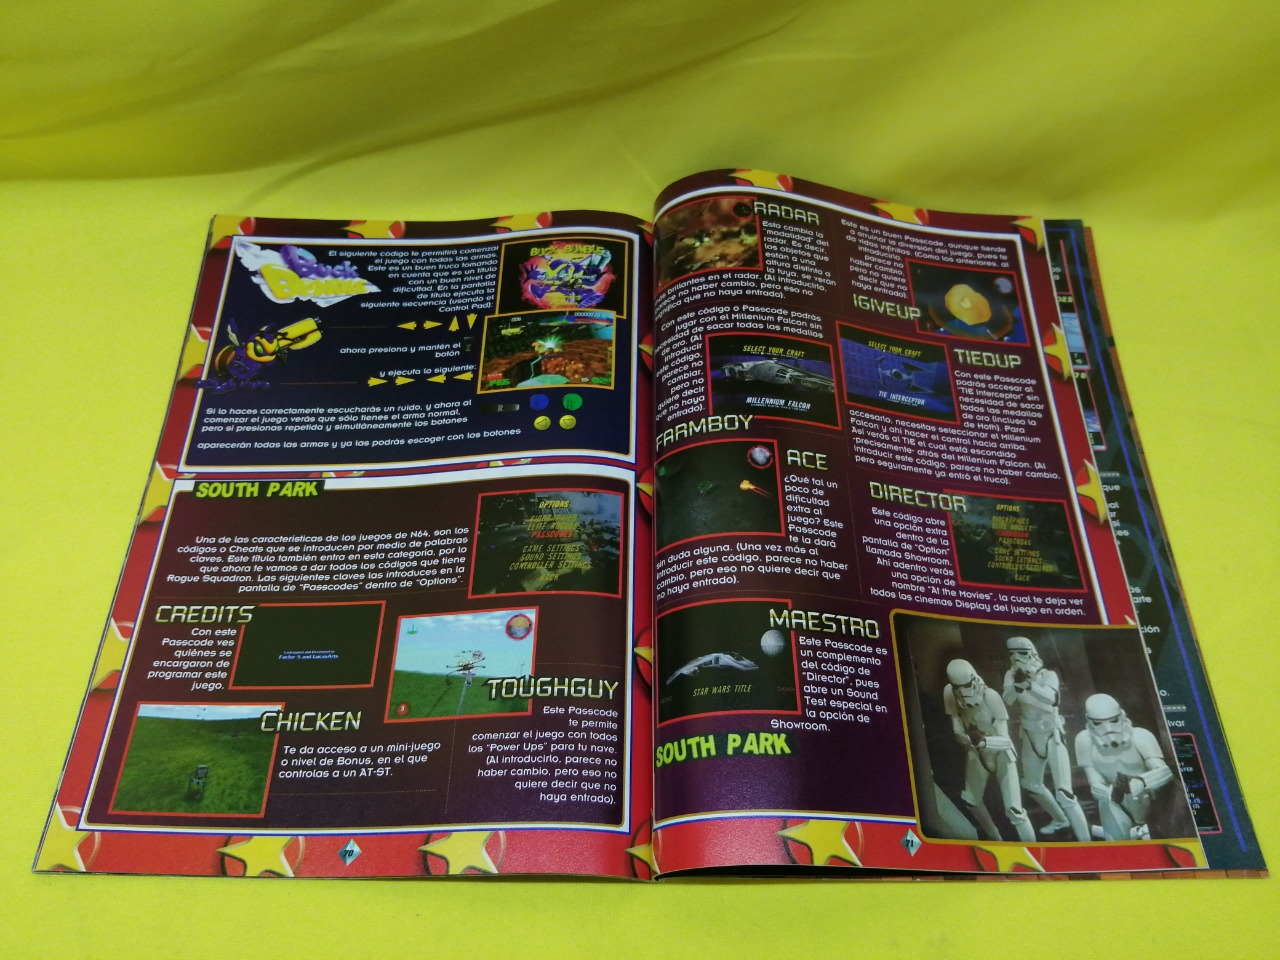 Buck
Bumble
El siguiente código te permitirá comenzar
el juego con todas las armas.
Este es un buen truco tomando
en cuenta que es un título
con un buen nivel de
dificultad. En la pantalla
de título ejecuta la
siguiente secuencia (usando el
Control Pad):
ahora presiona y mantén el
botón
y ejecuta lo siguiente:
Si lo haces correctamente escucharás un ruido, y ahora al
comenzar el juego verás que sólo tienes el arma normal,
pero si presionas repetida y simultáneamente los botones
R
aparecerán todas las armas y ya las podrás escoger con los botones
BUCK BUMBLE
SOUTH PARK
Una de las características de los juegos de N64, son los
códigos o Cheats que se introducen por medio de palabras
claves. Este título también entra en esta categoría, por lo
que ahora te vamos a dar todos los códigos que tiene
Rogue Squadron. Las siguientes claves las introduces en la
pantalla de "Passcodes" dentro de "Options".
OPTIONS
PASSCODES
GAME SETTINGS
SOUND SETTINGS
CONTROLLER SETTINGS
BACK
CREDITS
Con este
Passcode ves
quiénes se
encargaron de
programar este
juego.
Factor 5 and LucasArts
CHICKEN
Te da acceso a un mini-juego
o nivel de Bonus, en el que
controlas a un AT-ST.
TOUGHGUY
Este Passcode
te permite
comenzar el juego con todos
los "Power Ups" para tu nave.
(Al introducirlo, parece no
haber cambio, pero eso no
quiere decir que no
haya entrado).
70
RADAR
Esto cambia la
"modalidad" del
radar. Es decir,
los objetos que
están a una
altura distinta a
la tuya, se verán
más brillantes en el radar. (Al introducirlo,
parece no haber cambio, pero eso no
significa que no haya entrado).
Con este código o Passcode podrás
jugar con el Millenium Falcon sin
necesidad de sacar todas las medallas
de oro. (Al
introducir
este código,
parece no
cambiar,
pero no
quiere decir
que no haya
entrado).
SELECT YOUR CRAFT
MILLENNIUM FALCON
FARMBOY
ACE
¿Qué tal un
poco de
dificultad
extra al
juego? Este
Passcode
te la dará
sin duda alguna. (Una vez más al
introducir este código, parece no haber
cambio, pero eso no quiere decir que
no haya entrado).
MAESTRO
Este Passcode es
un complemento
del código de
"Director", pues
abre un Sound
Test especial en
la opción de
Showroom.
STAR WARS TITLE
SOUTH PARK
Este es un buen Passcode, aunque tiende
a arruinar la diversión del juego, pues te
da vidas infinitas. (Como los anteriores, al
introducirlo
parece no
haber cambio,
pero no quiere
decir que no
haya
entrado).
IGIVEUP
SELECT YOUR CRAFT
TIE INTERCEPTOR
TIEDUP
Con este Passcode
podrás accesar al
"TIE Interceptor" sin
necesidad de sacar
todas las medallas
de oro (incluso la
de Hoth). Para
accesarlo, necesitas seleccionar el Millenium
Falcon y ahí hacer el control hacia arriba.
Así verás al TIE el cual está escondido
-precisamente- atrás del Millenium Falcon. (Al
introducir este código, parece no haber cambio,
pero seguramente ya entró el truco).
DIRECTOR
Este código abre
una opción extra
dentro de la
pantalla de "Option"
llamada Showroom.
Ahí adentro verás
una opción de
nombre "At the Movies", la cual te deja ver
todos los cinemas Display del juego en orden.
OPTIONS
PASSCODES
GAME SETTINGS
SOUND SETTINGS
CONTROLLER SETTINGS
BACK
71